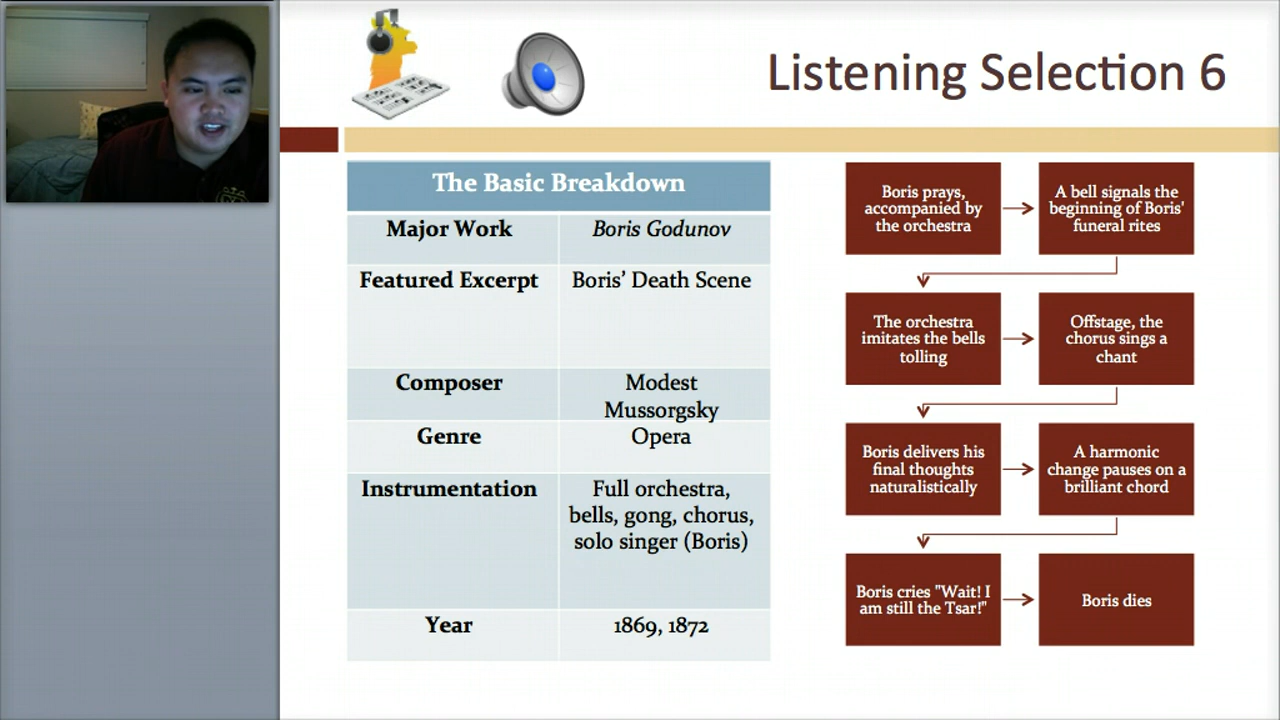 Listening Selection 6
The Basic Breakdown
Major Work
Boris Godunov
Featured Excerpt
Boris’ Death Scene
Composer
Modest
Mussorgsky
Genre
Opera
Instrumentation
Full orchestra,
bells, gong, chorus,
solo singer (Boris)
Year
1869, 1872
Boris prays,
accompanied by
the orchestra
A bell signals the
beginning of Boris'
funeral rites
The orchestra
imitates the bells
tolling
Offstage, the
chorus sings a
chant
Boris delivers his
final thoughts
naturalistically
A harmonic
change pauses on a
brilliant chord
Boris cries "Wait! I
am still the Tsar!"
Boris dies